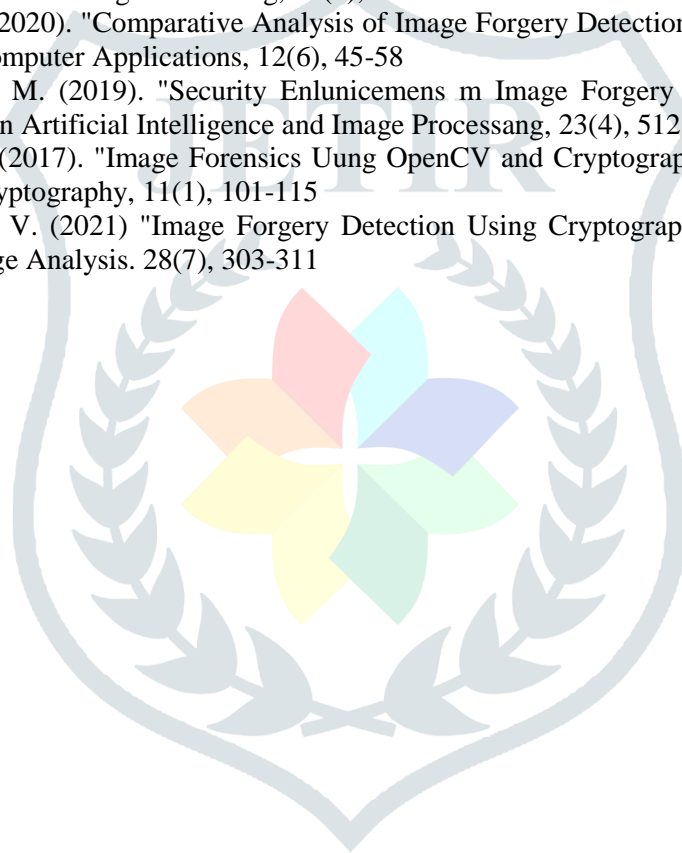 2020). "Comparative Analysis of Image Forgery Detection
omputer Applications, 12(6), 45-58
M. (2019). "Security Enlunicemens m Image Forgery
n Artificial Intelligence and Image Processang, 23(4), 512
(2017). "Image Forensics Uung OpenCV and Cryptograp
yptography, 11(1), 101-115
V. (2021) "Image Forgery Detection Using Cryptograp
ge Analysis. 28(7), 303-311
JETIR